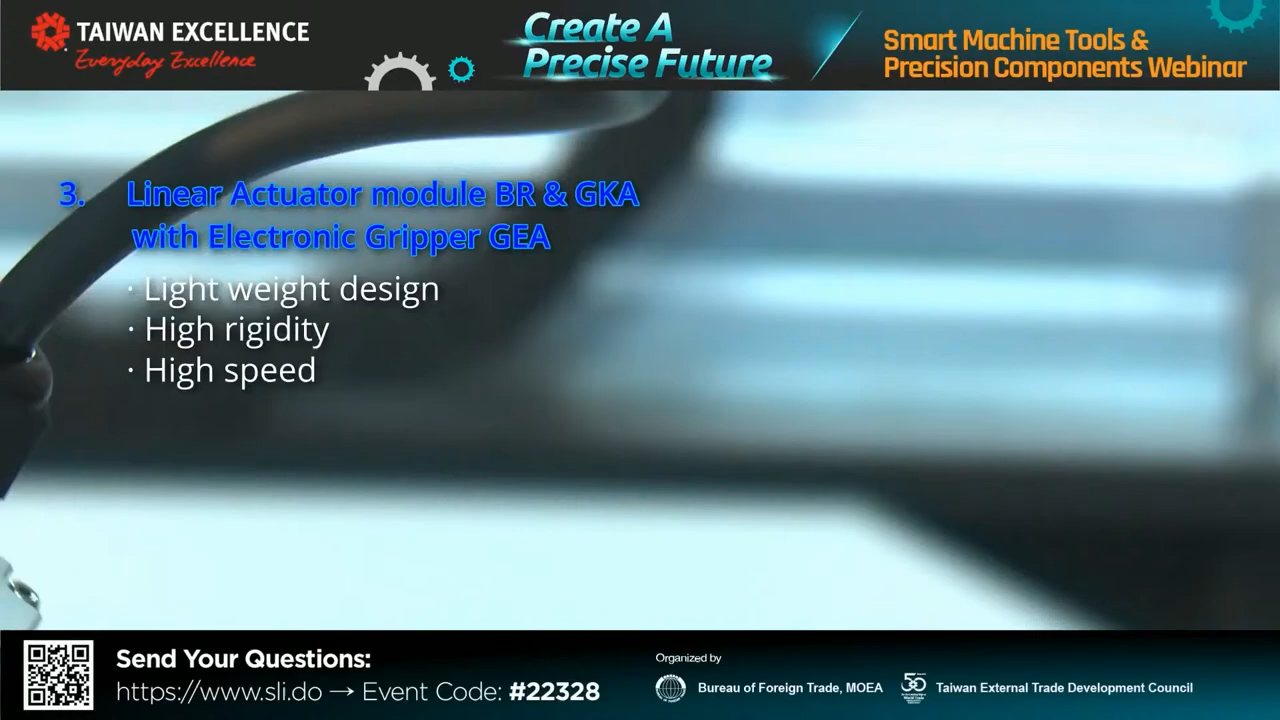 TAIWAN EXCELLENCE
Everyday Excellence
Create A
Precise Future
Smart Machine Tools &
Precision Components Webinar
3. Linear Actuator module BR & GKA
with Electronic Gripper GEA
· Light weight design
· High rigidity
· High speed
Send Your Questions:
https://www.sli.do → Event Code: #22328
Organized by
Bureau of Foreign Trade, MOEA
50
Taiwan External Trade Development Council